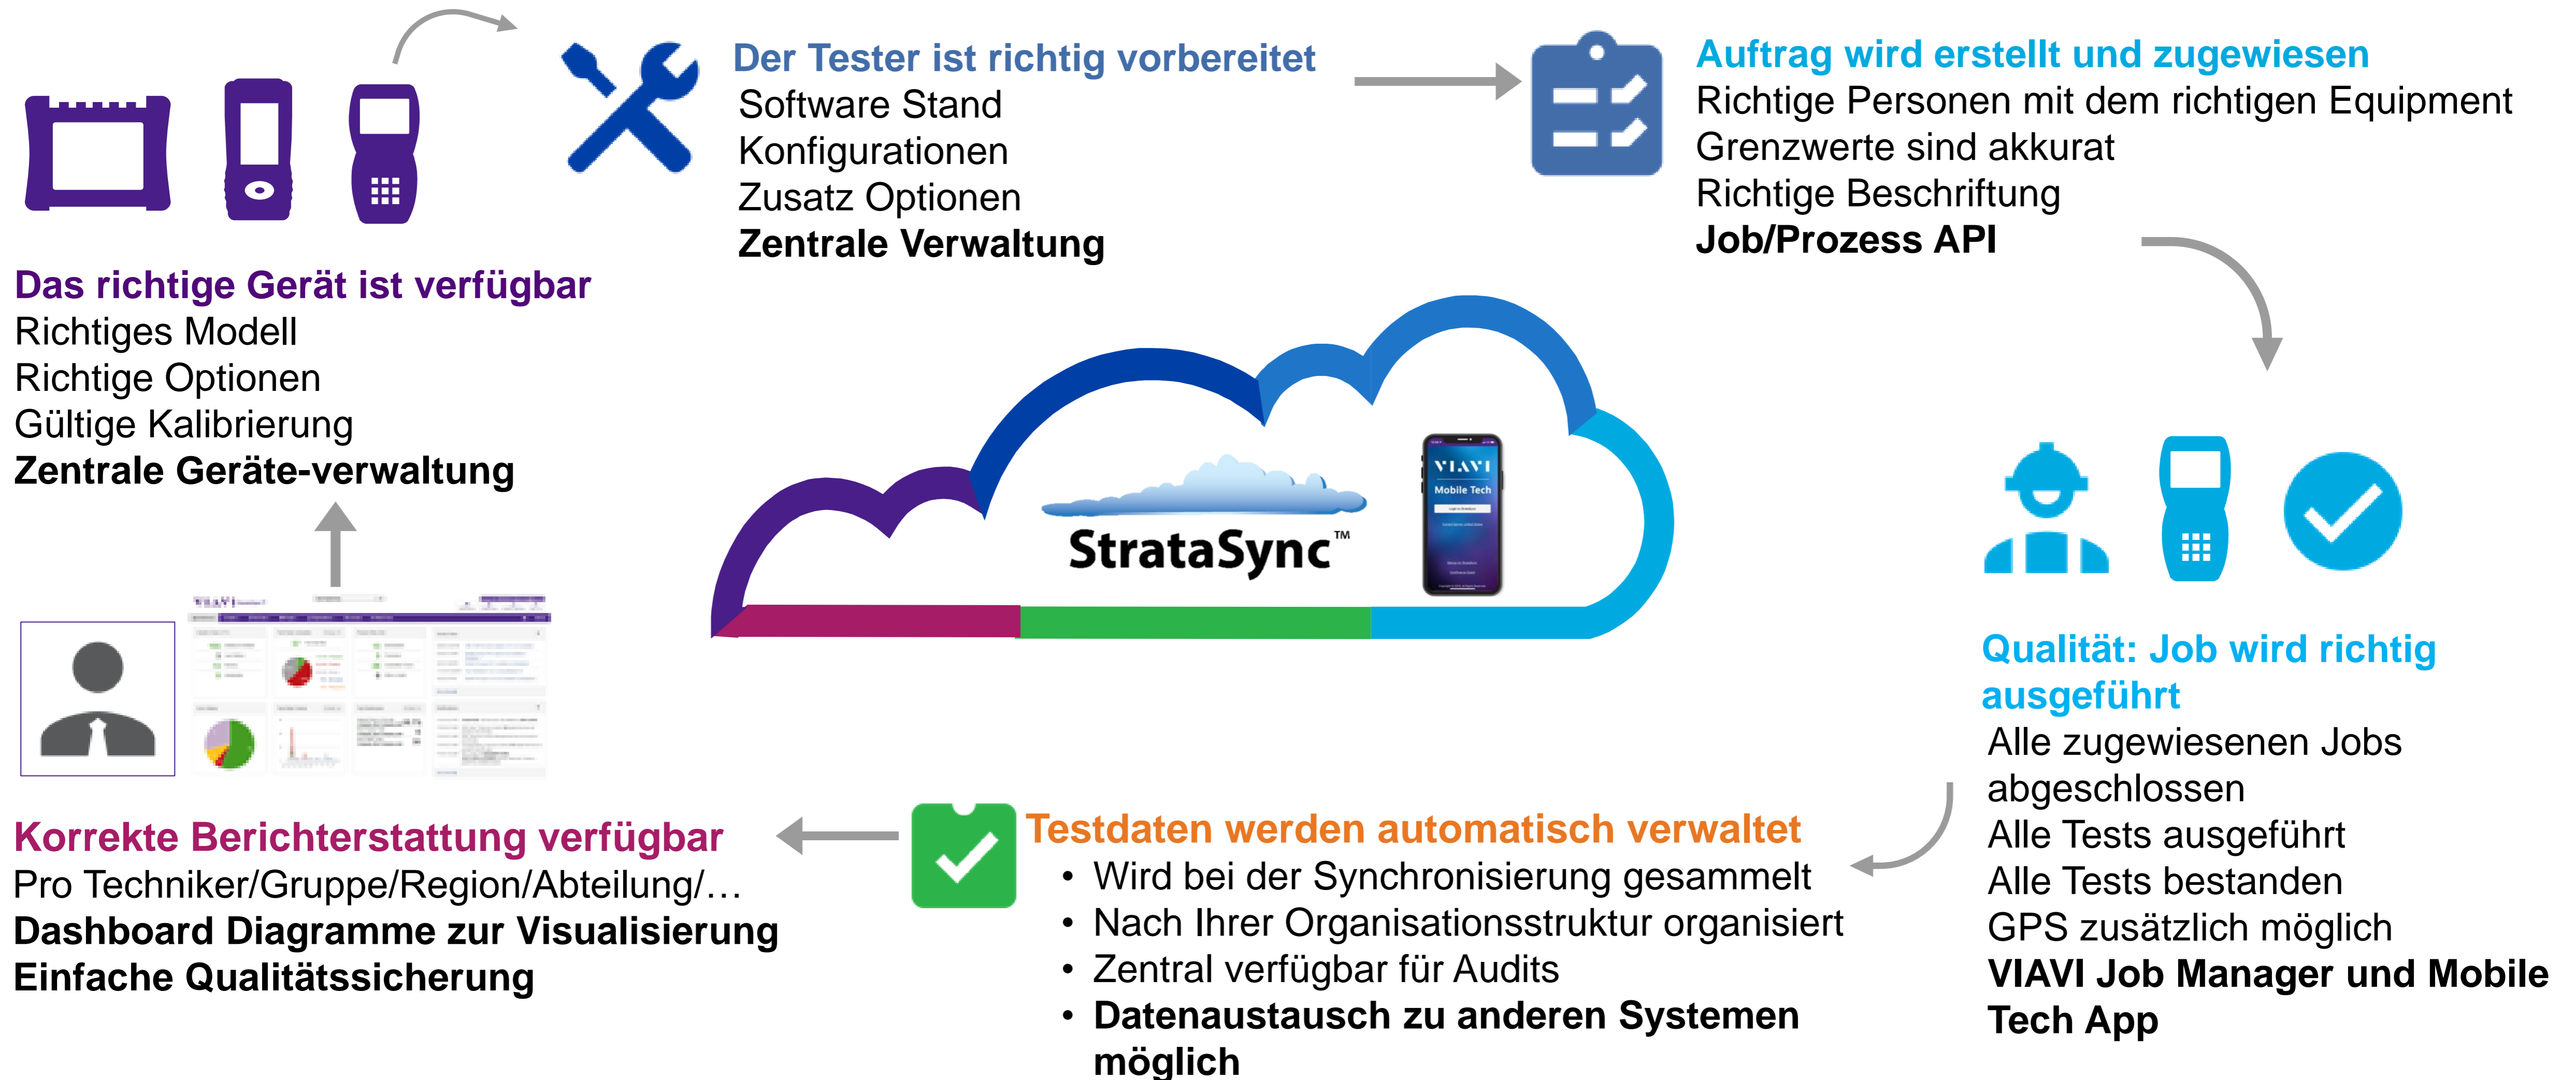 Der Tester ist richtig vorbereitet
Software Stand
Konfigurationen
Zusatz Optionen
Zentrale Verwaltung
Auftrag wird erstellt und zugewiesen
Richtige Personen mit dem richtigen Equipment
Grenzwerte sind akkurat
Richtige Beschriftung
Job/Prozess API
Das richtige Gerät ist verfügbar
Richtiges Modell
Richtige Optionen
Gültige Kalibrierung
Zentrale Geräte-verwaltung
StrataSync™
VIAVI
Mobile Tech
VIAVI
Qualität: Job wird richtig
ausgeführt
Alle zugewiesenen Jobs
abgeschlossen
Alle Tests ausgeführt
Alle Tests bestanden
GPS zusätzlich möglich
VIAVI Job Manager und Mobile
Tech App
Testdaten werden automatisch verwaltet
• Wird bei der Synchronisierung gesammelt
• Nach Ihrer Organisationsstruktur organisiert
• Zentral verfügbar für Audits
• Datenaustausch zu anderen Systemen
möglich
Korrekte Berichterstattung verfügbar
Pro Techniker/Gruppe/Region/Abteilung/…
Dashboard Diagramme zur Visualisierung
Einfache Qualitätssicherung